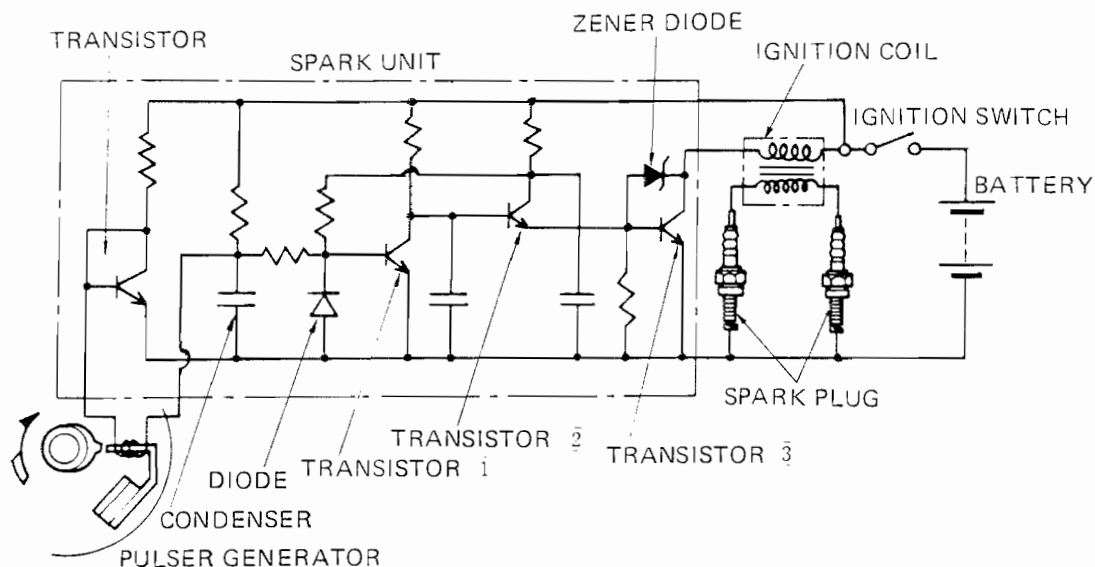 ZENER DIODE
TRANSISTOR
IGNITION COIL
SPARK UNIT
IGNITION SWITCH
BATTERY
SPARK PLUG
TRANSISTOR 2
TRANSISTOR 3
TRANSISTOR 1
DIODE
CONDENSER
PULSER GENERATOR